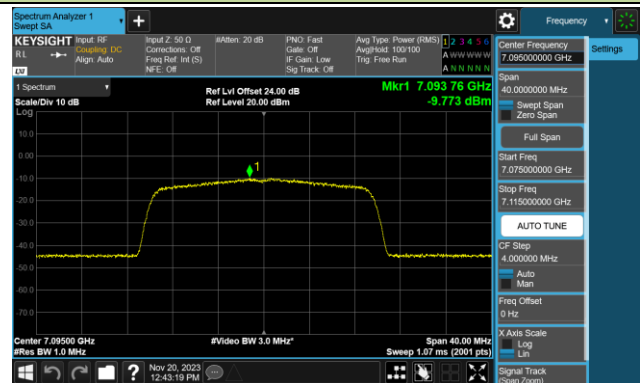 Spectrum Analyzer 1
Swept SA
Frequency
KEYSIGHT
RL
LXI
Input: RF
Coupling: DC
Align: Auto
Input Z: 50 Ω
Corrections: Off
Freq Ref: Int (S)
NFE: Off
#Atten: 20 dB
PNO: Fast
Gate: Off
IF Gain: Low
Sig Track: Off
Avg Type: Power (RMS)
Avg|Hold: 100/100
Trig: Free Run
1 2 3 4 5 6
A W W W W W
A N N N N N
1 Spectrum
Scale/Div 10 dB
Log
Ref Lvl Offset 24.00 dB
Ref Level 20.00 dBm
Mkr1 7.093 76 GHz
-9.773 dBm
10.0
0.00
-10.0
-20.0
-30.0
-40.0
-50.0
-60.0
-70.0
1
Center 7.09500 GHz
#Res BW 1.0 MHz
#Video BW 3.0 MHz*
Span 40.00 MHz
Sweep 1.07 ms (2001 pts)
Nov 20, 2023
12:43:19 PM
Center Frequency
7.095000000 GHz
Settings
Span
40.0000000 MHz
Swept Span
Zero Span
Full Span
Start Freq
7.075000000 GHz
Stop Freq
7.115000000 GHz
AUTO TUNE
CF Step
4.000000 MHz
Auto
Man
Freq Offset
0 Hz
X Axis Scale
Log
Lin
Signal Track
(Span Zoom)